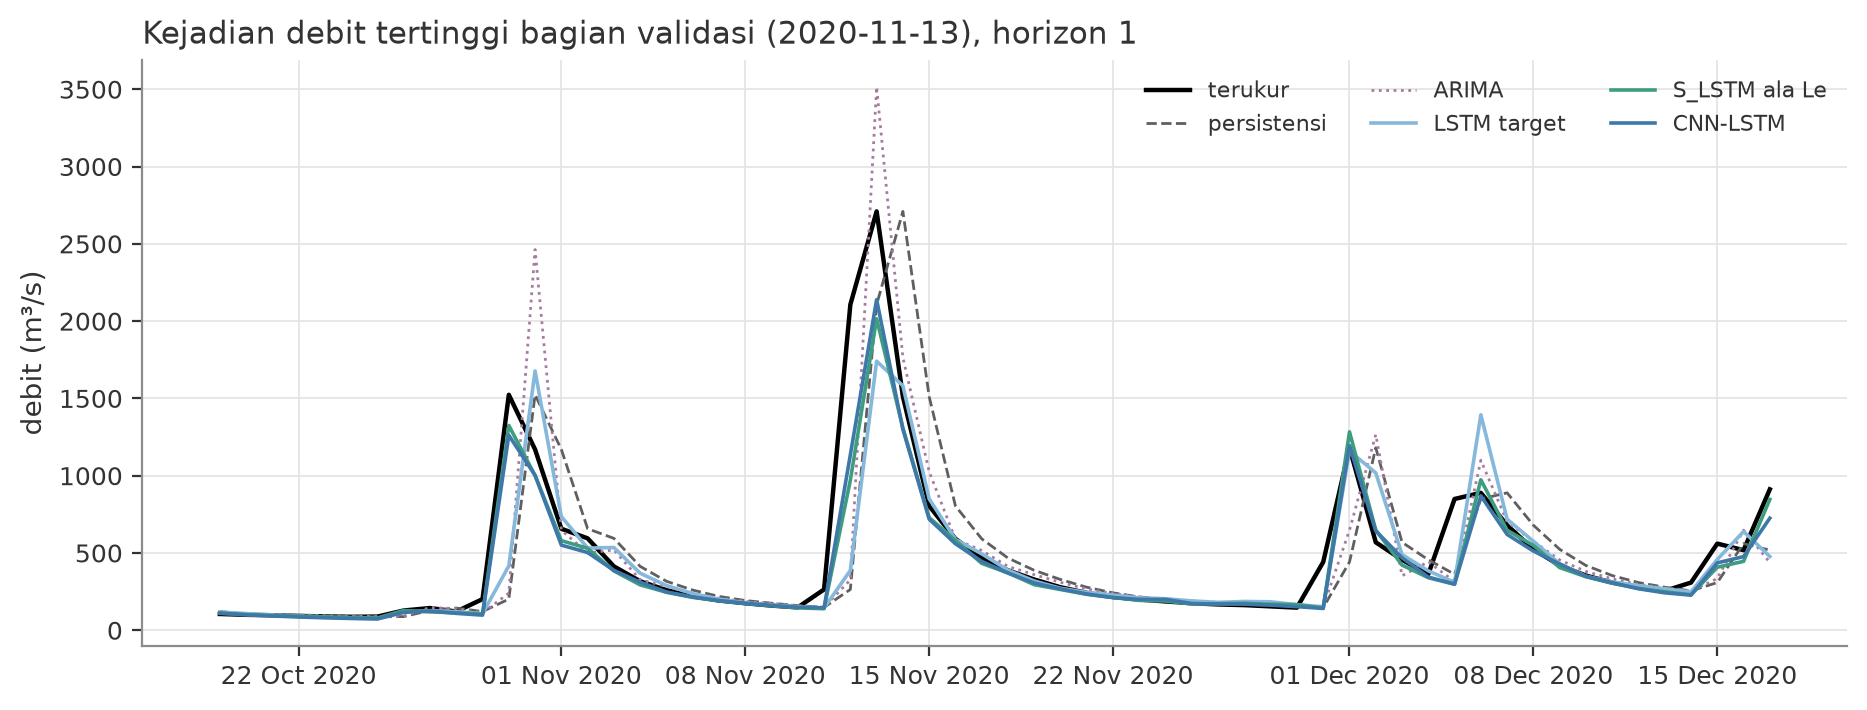 Kejadian debit tertinggi bagian validasi (2020-11-13), horizon 1
terukur
persistensi
ARIMA
LSTM target
S_LSTM ala Le
CNN-LSTM
debit (m³/s)
3500
3000
2500
2000
1500
1000
500
0
22 Oct 2020
01 Nov 2020
08 Nov 2020
15 Nov 2020
22 Nov 2020
01 Dec 2020
08 Dec 2020
15 Dec 2020